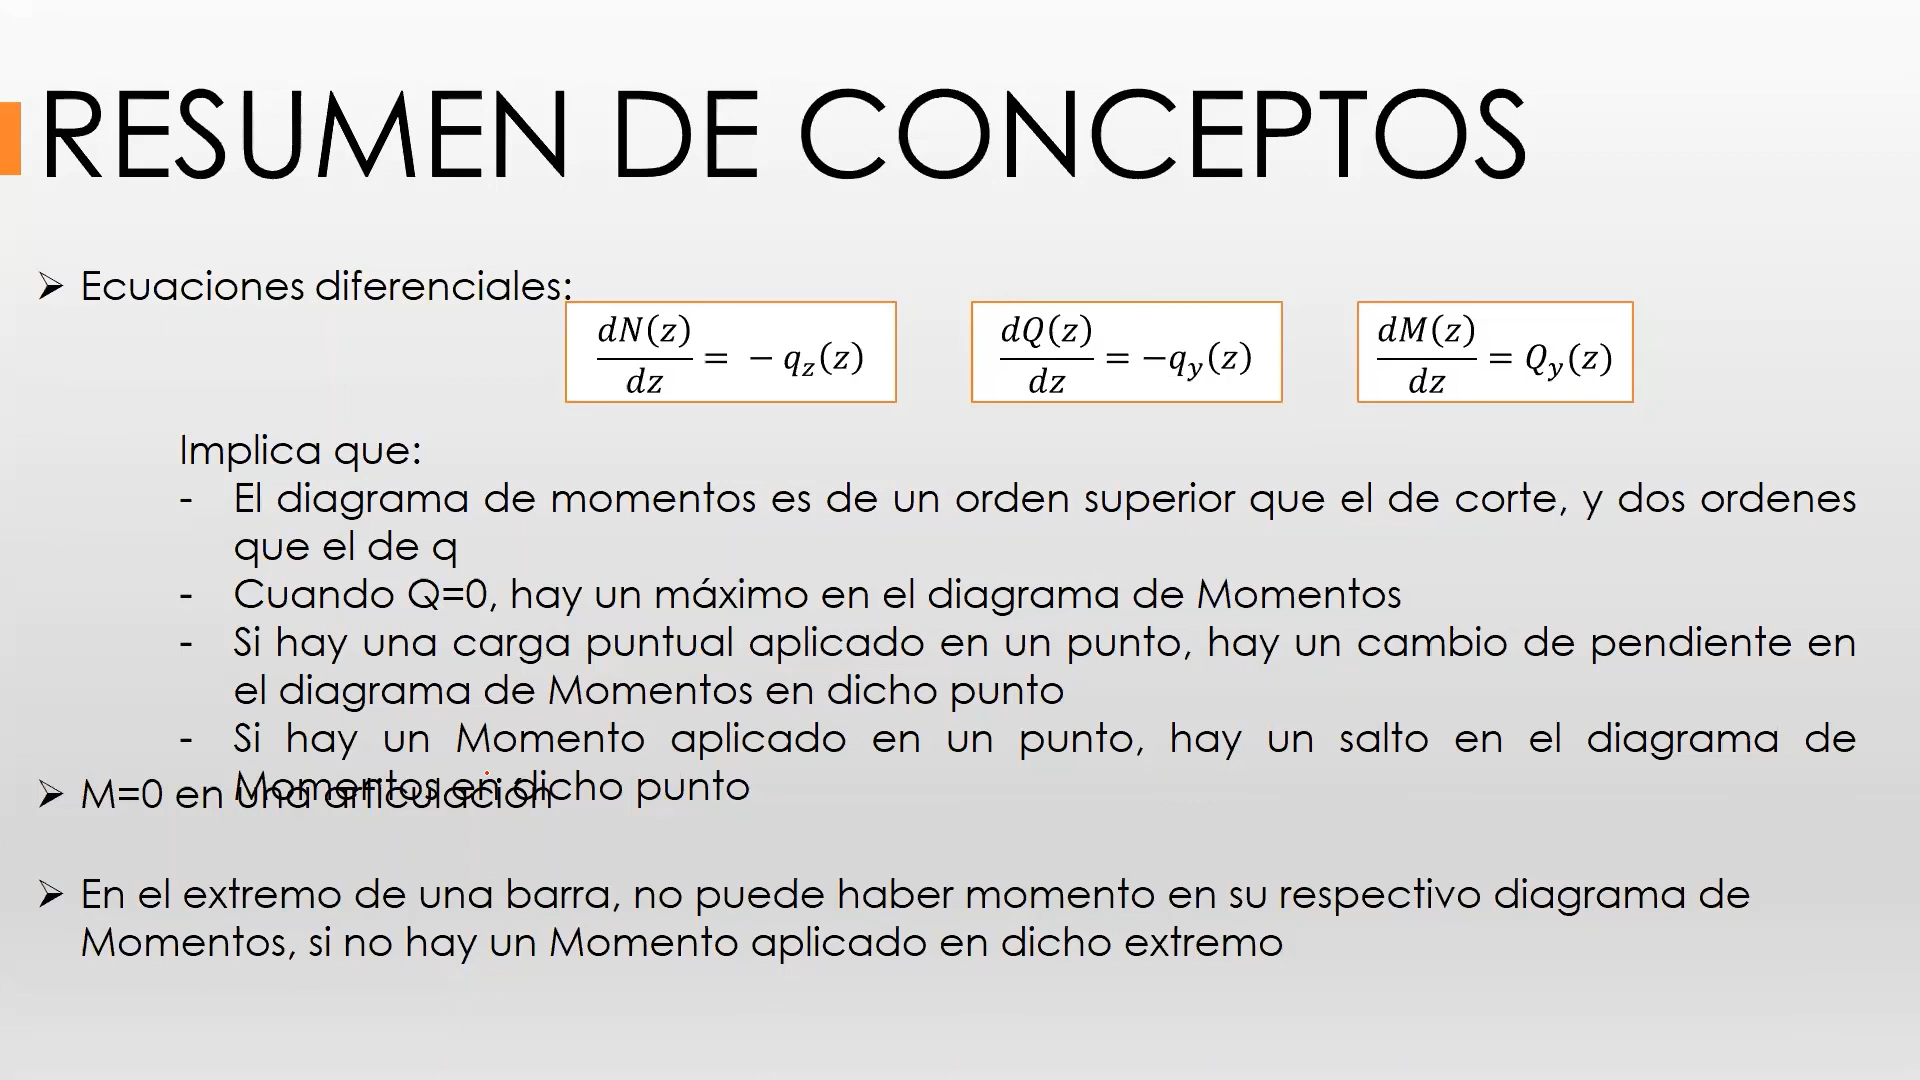 RESUMEN DE CONCEPTOS
➢ Ecuaciones diferenciales:
dN(z)/dz = − q_z(z)
dQ(z)/dz = −q_y(z)
dM(z)/dz = Q_y(z)
Implica que:
- El diagrama de momentos es de un orden superior que el de corte, y dos ordenes
que el de q
- Cuando Q=0, hay un máximo en el diagrama de Momentos
- Si hay una carga puntual aplicado en un punto, hay un cambio de pendiente en
el diagrama de Momentos en dicho punto
- Si hay un Momento aplicado en un punto, hay un salto en el diagrama de
Momentos en dicho punto
➢ M=0 en una articulación
➢ En el extremo de una barra, no puede haber momento en su respectivo diagrama de
Momentos, si no hay un Momento aplicado en dicho extremo